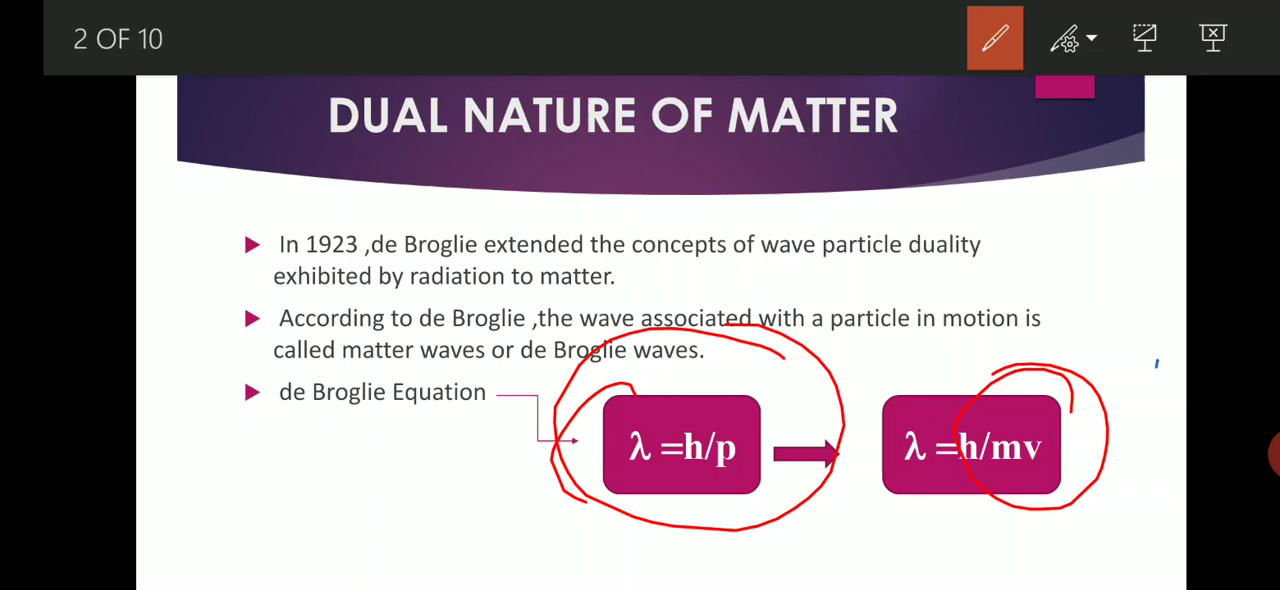 2 OF 10
DUAL NATURE OF MATTER
In 1923 ,de Broglie extended the concepts of wave particle duality
exhibited by radiation to matter.
According to de Broglie ,the wave associated with a particle in motion is
called matter waves or de Broglie waves.
de Broglie Equation
λ =h/p
λ =h/mv